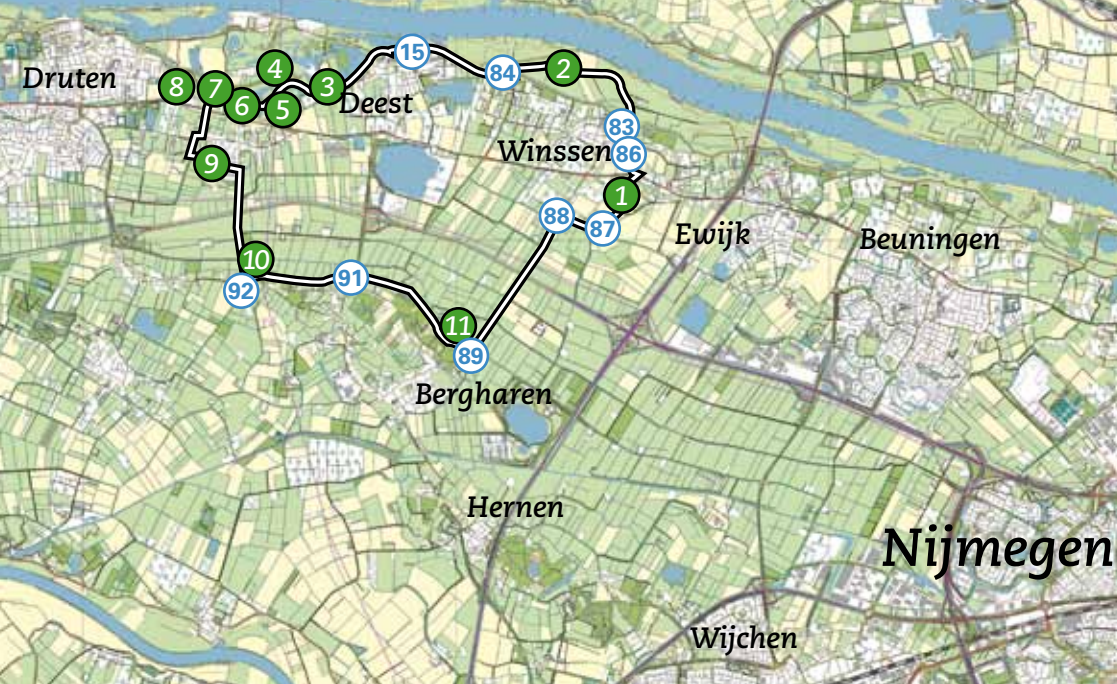 15
4
2
84
Druten
8
7
3
6
5
Deest
83
Winssen
86
9
1
88
87
Ewijk
Beuningen
10
91
92
11
89
Bergharen
Hernen
Nijmegen
Wijchen